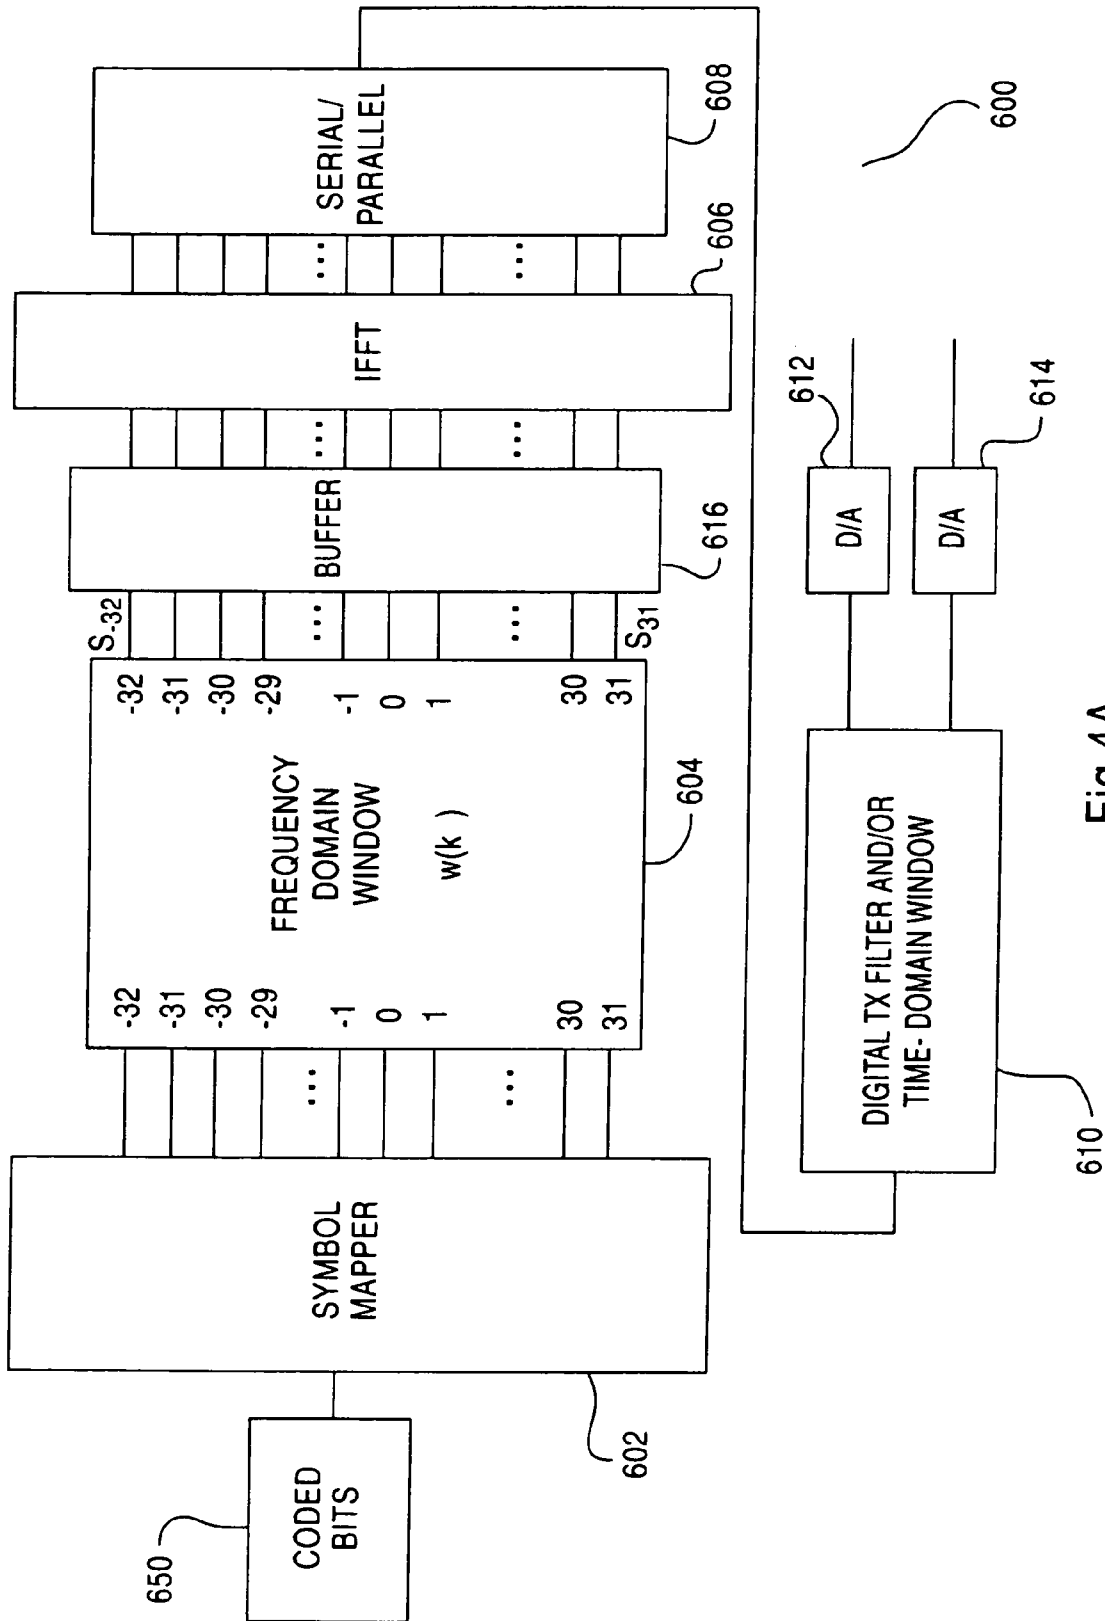 650
CODED
BITS
602
SYMBOL
MAPPER
-32
-31
-30
-29
...
-1
0
1
...
30
31
FREQUENCY
DOMAIN
WINDOW
w(k )
604
-32
-31
-30
-29
-1
0
1
30
31
S-32
...
...
S31
BUFFER
616
...
...
IFFT
606
...
...
SERIAL/
PARALLEL
608
610
DIGITAL TX FILTER AND/OR
TIME- DOMAIN WINDOW
D/A
612
D/A
614
600
Fig.4A